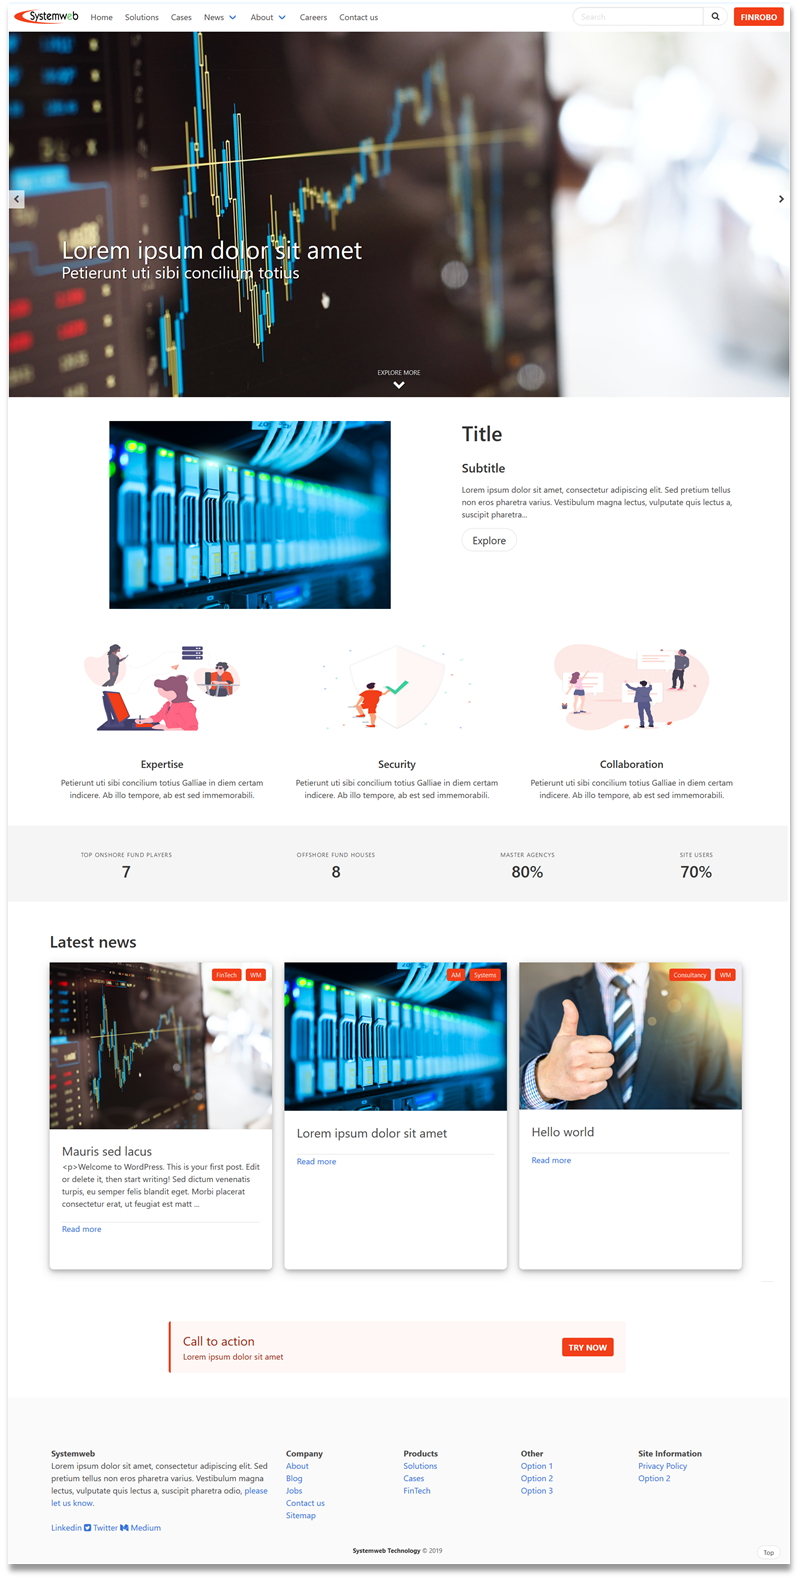 Systemweb
Home Solutions Cases News About Careers Contact us
Search
FINROBO
Lorem ipsum dolor sit amet
Petierunt uti sibi concilium totius
EXPLORE MORE
Title
Subtitle
Lorem ipsum dolor sit amet, consectetur adipiscing elit. Sed pretium tellus
non eros pharetra varius. Vestibulum magna lectus, vulputate quis lectus a,
suscipit pharetra...
Explore
Expertise
Petierunt uti sibi concilium totius Galliae in diem certam
indicere. Ab illo tempore, ab est sed immemorabili.
Security
Petierunt uti sibi concilium totius Galliae in diem certam
indicere. Ab illo tempore, ab est sed immemorabili.
Collaboration
Petierunt uti sibi concilium totius Galliae in diem certam
indicere. Ab illo tempore, ab est sed immemorabili.
TOP ONSHORE FUND PLAYERS
7
OFFSHORE FUND HOUSES
8
MASTER AGENCYS
80%
SITE USERS
70%
Latest news
FinTech WM
Mauris sed lacus
<p>Welcome to WordPress. This is your first post. Edit
or delete it, then start writing! Sed dictum venenatis
turpis, eu semper felis blandit eget. Morbi placerat
consectetur erat, ut feugiat est matt ...
Read more
AM Systems
Lorem ipsum dolor sit amet
Read more
Consultancy WM
Hello world
Read more
Call to action
Lorem ipsum dolor sit amet
TRY NOW
Systemweb
Lorem ipsum dolor sit amet, consectetur adipiscing elit. Sed
pretium tellus non eros pharetra varius. Vestibulum magna
lectus, vulputate quis lectus a, suscipit pharetra odio, please
let us know.
Linkedin Twitter Medium
Company
About
Blog
Jobs
Contact us
Sitemap
Products
Solutions
Cases
FinTech
Other
Option 1
Option 2
Option 3
Site Information
Privacy Policy
Option 2
Systemweb Technology © 2019
Top